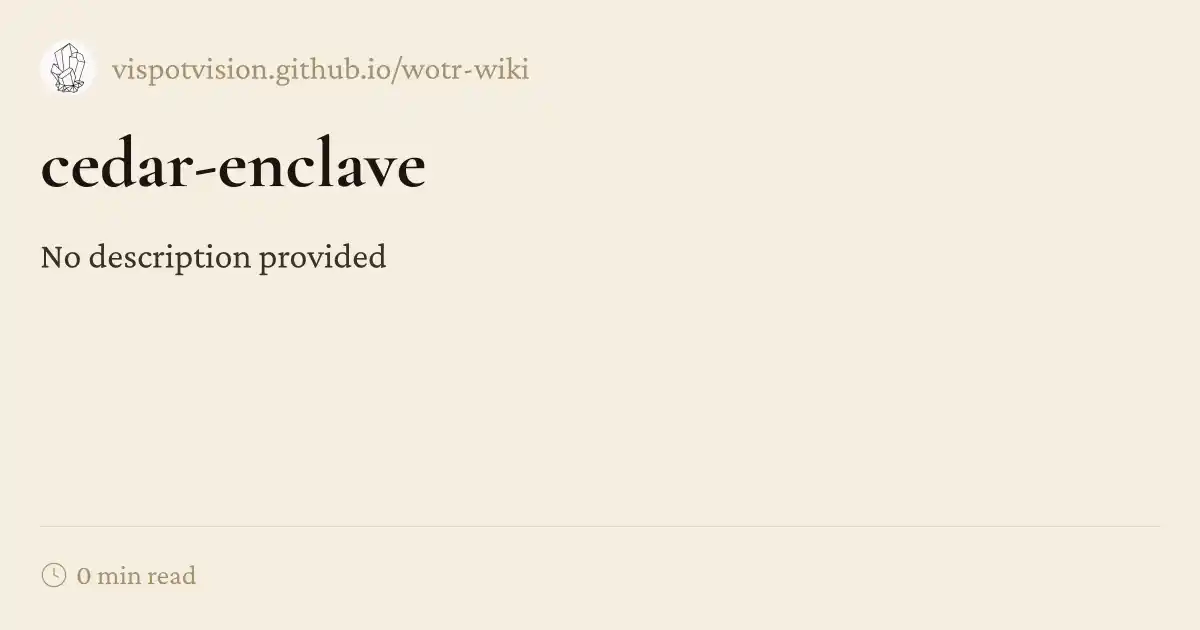 vispotvision.github.io/wotr-wiki
cedar-enclave
No description provided
0 min read